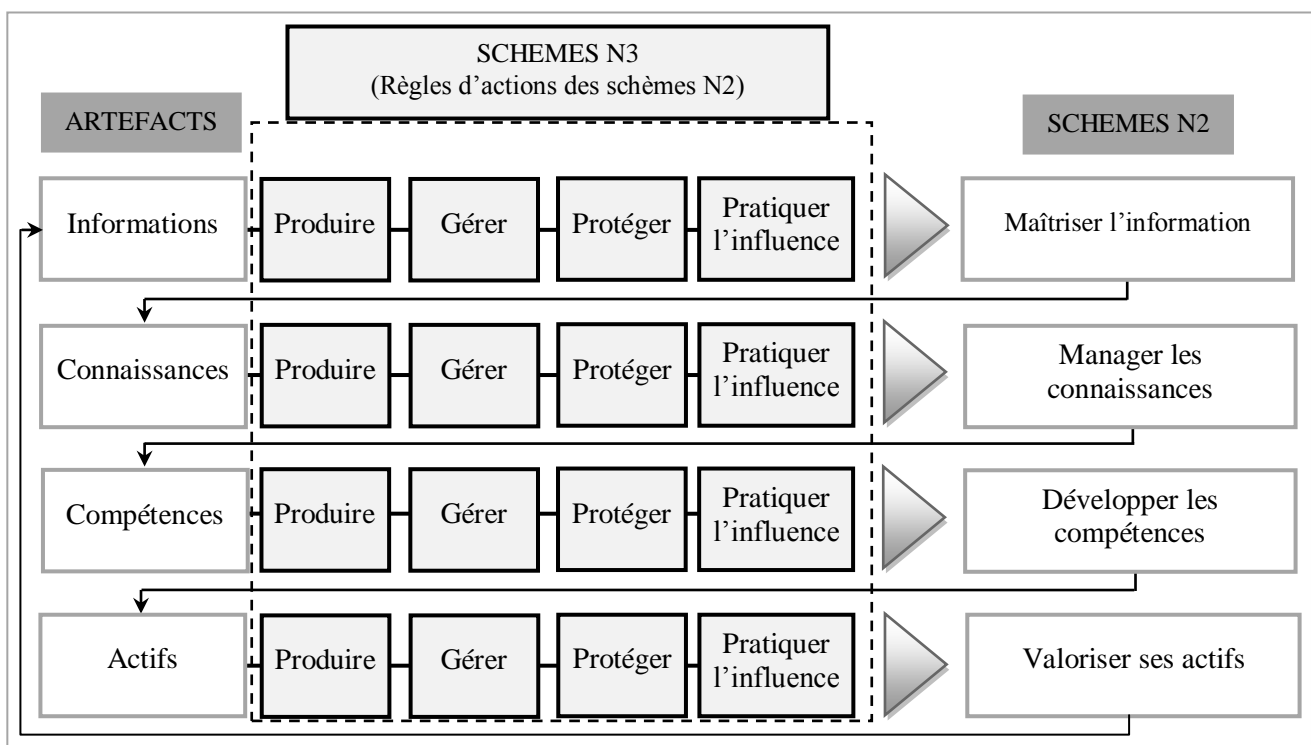 SCHEMES N3
(Règles d’actions des schèmes N2)
ARTEFACTS
SCHEMES N2
Informations
Produire
Gérer
Protéger
Pratiquer
l’influence
Maîtriser l’information
Connaissances
Produire
Gérer
Protéger
Pratiquer
l’influence
Manager les
connaissances
Compétences
Produire
Gérer
Protéger
Pratiquer
l’influence
Développer les
compétences
Actifs
Produire
Gérer
Protéger
Pratiquer
l’influence
Valoriser ses actifs